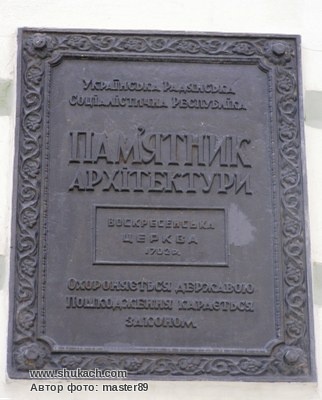 Українська Радянська
Соціалістична Республіка
ПАМ'ЯТНИК
АРХІТЕКТУРИ
ВОСКРЕСЕНСЬКА
ЦЕРКВА
Охороняється державою
Пошкодження карається
законом
www.shukach.com
Автор фото: master89